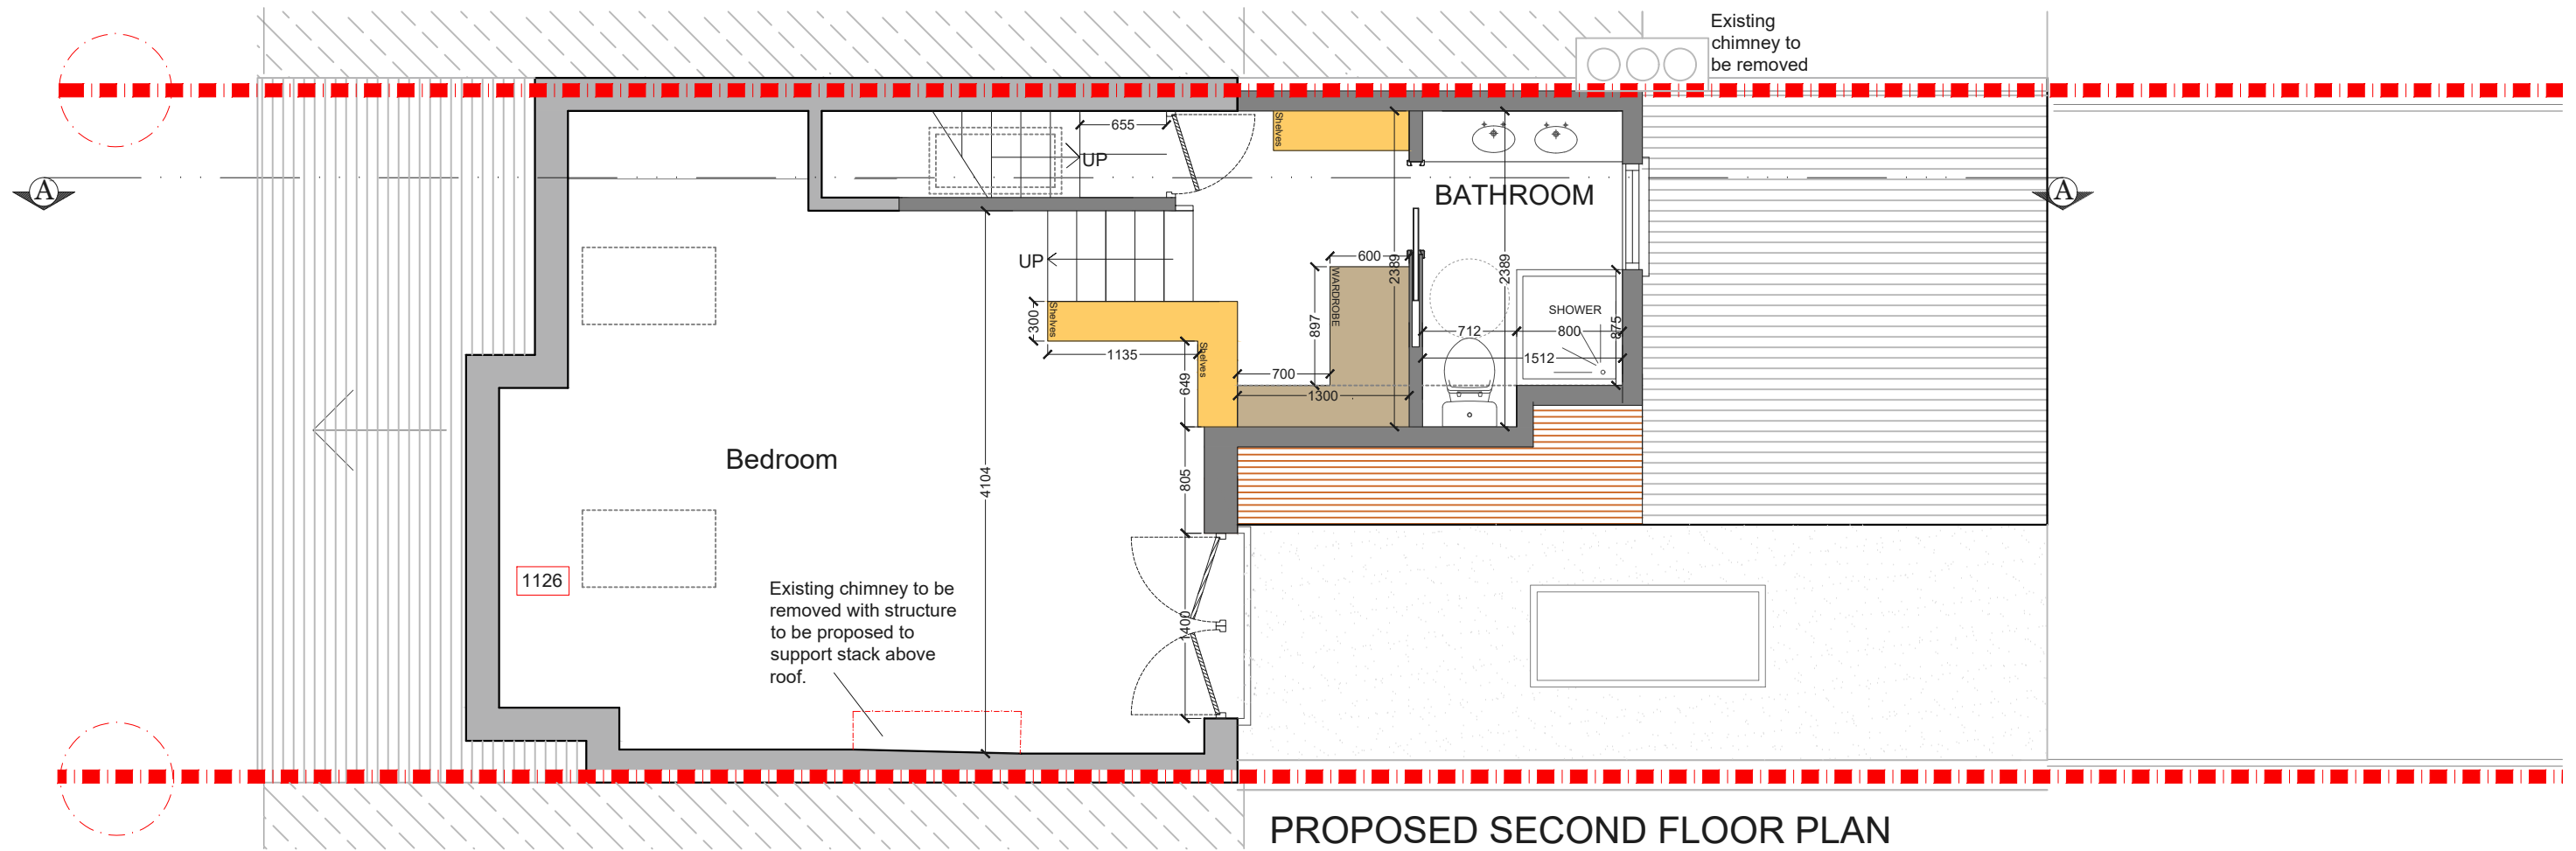 Existing
chimney to
be removed
655
Shelves
UP
A
A
BATHROOM
UP
600
2389
2389
WARDROBE
300
Shelves
897
SHOWER
712
800
875
1135
Shelves
1512
700
649
1300
Bedroom
4104
805
1126
Existing chimney to be
removed with structure
to be proposed to
support stack above
roof.
PROPOSED SECOND FLOOR PLAN